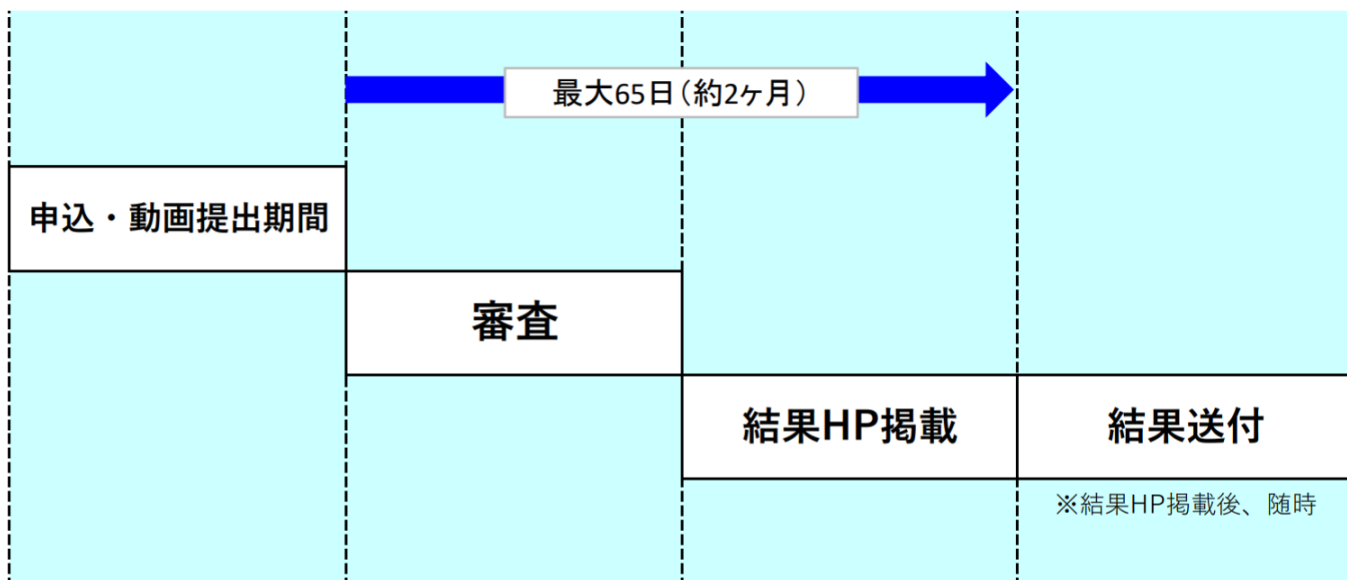 最大65日（約2ヶ月）
申込・動画提出期間
審査
結果HP掲載
結果送付
※結果HP掲載後、随時